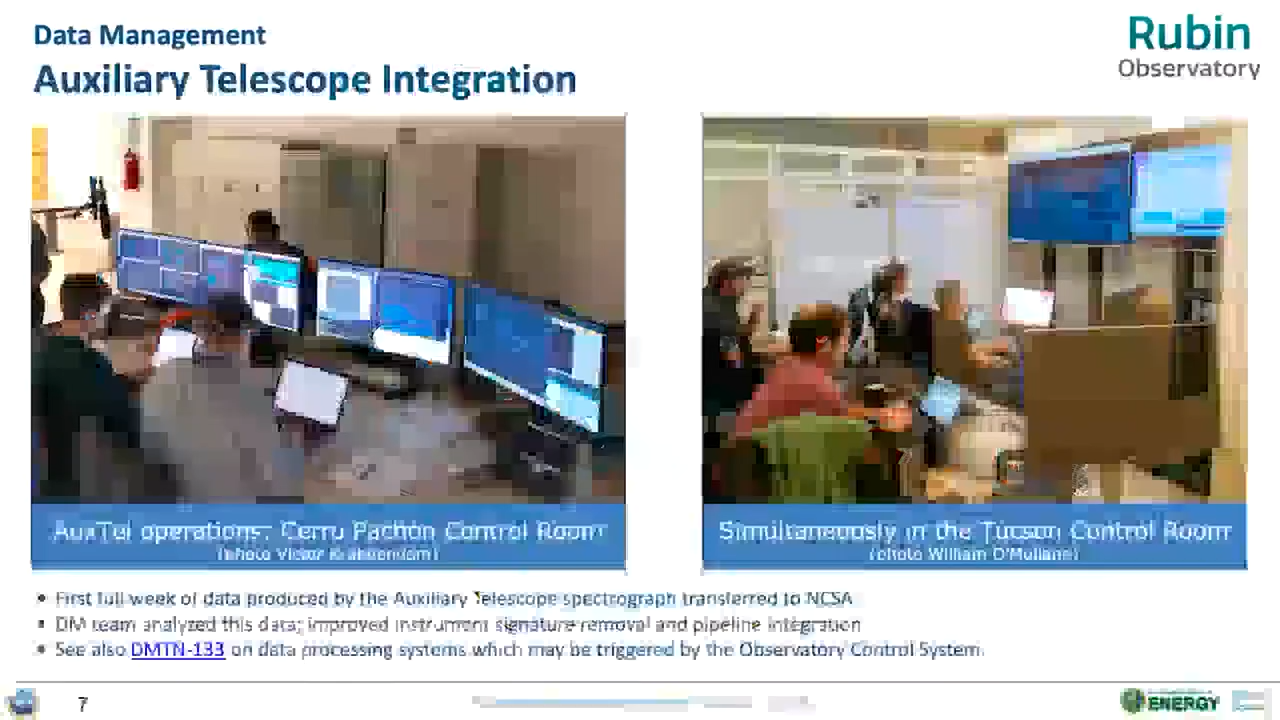 Data Management
Rubin
Observatory
Auxiliary Telescope Integration
AuxTel operations: Cerro Pachón Control Room
(photo Victor Krabbendam)
Simultaneously in the Tucson Control Room
(photo William O'Mullane)
• First full week of data produced by the Auxiliary Telescope spectrograph transferred to NCSA
• DM team analyzed this data; improved instrument signature removal and pipeline integration
• See also DMTN-133 on data processing systems which may be triggered by the Observatory Control System.
7
ENERGY